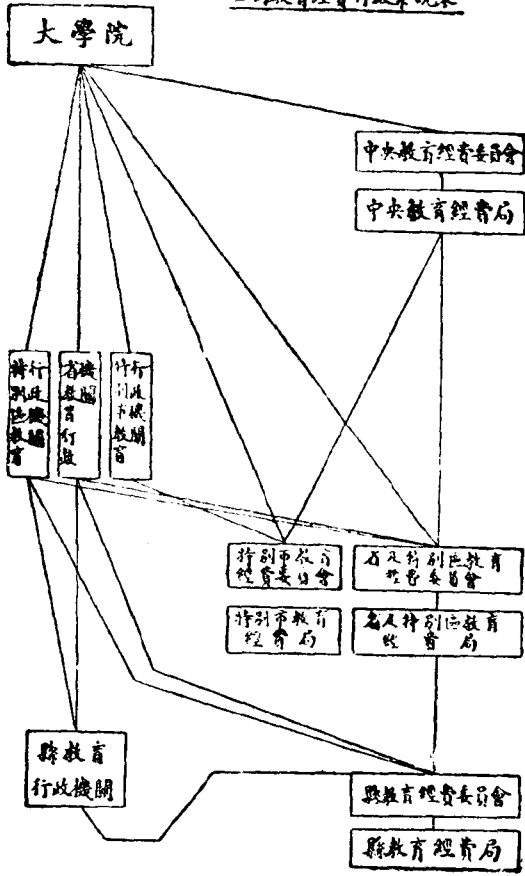 大學院
中央教育經費委員會
中央教育經費局
特別區教育
行政機關
省教育行政
機關
特別市教育
行政機關
特別市教育
經費委員會
省及特別區教育
經費委員會
特別市教育
經費局
省及特別區教育
經費局
縣教育
行政機關
縣教育經費委員會
縣教育經費局